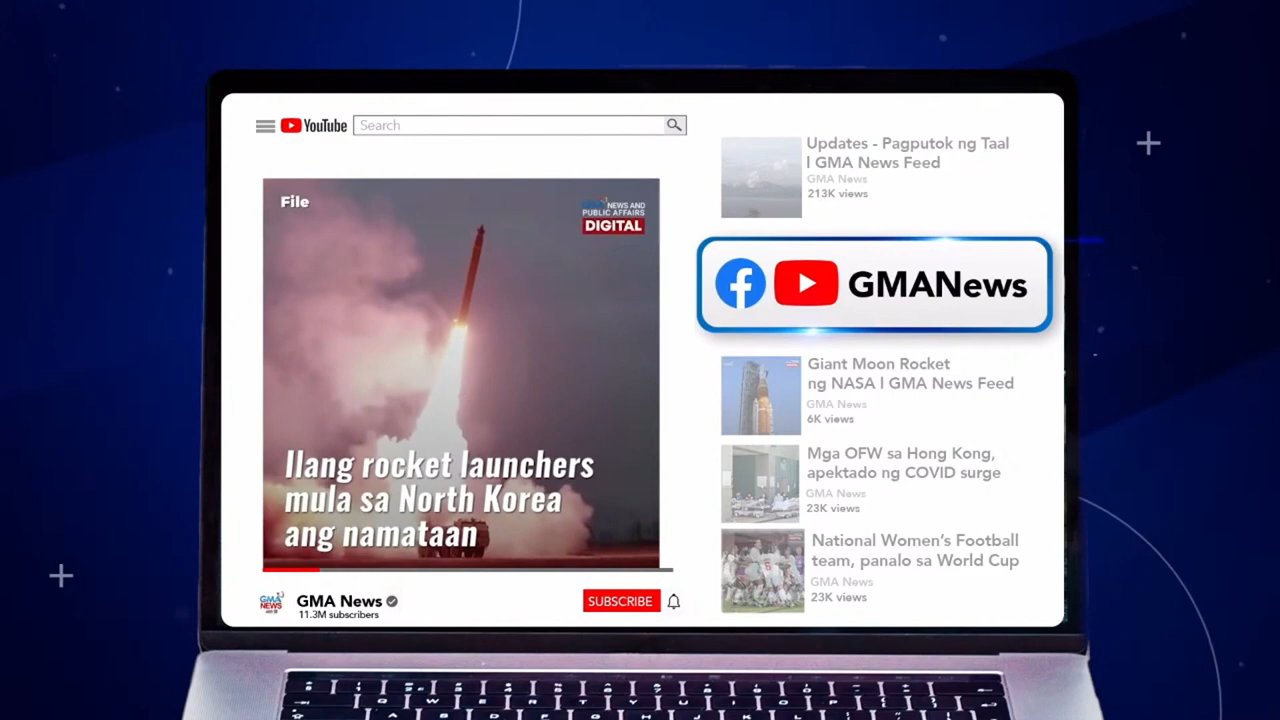 YouTube
Search
File
NEWS AND
PUBLIC AFFAIRS
DIGITAL
Ilang rocket launchers
mula sa North Korea
ang namataan
GMA
NEWS
GMA News
11.3M subscribers
SUBSCRIBE
Updates - Pagputok ng Taal
l GMA News Feed
GMA News
213K views
GMANews
Giant Moon Rocket
ng NASA l GMA News Feed
GMA News
6K views
Mga OFW sa Hong Kong,
apektado ng COVID surge
GMA News
23K views
National Women's Football
team, panalo sa World Cup
GMA News
23K views